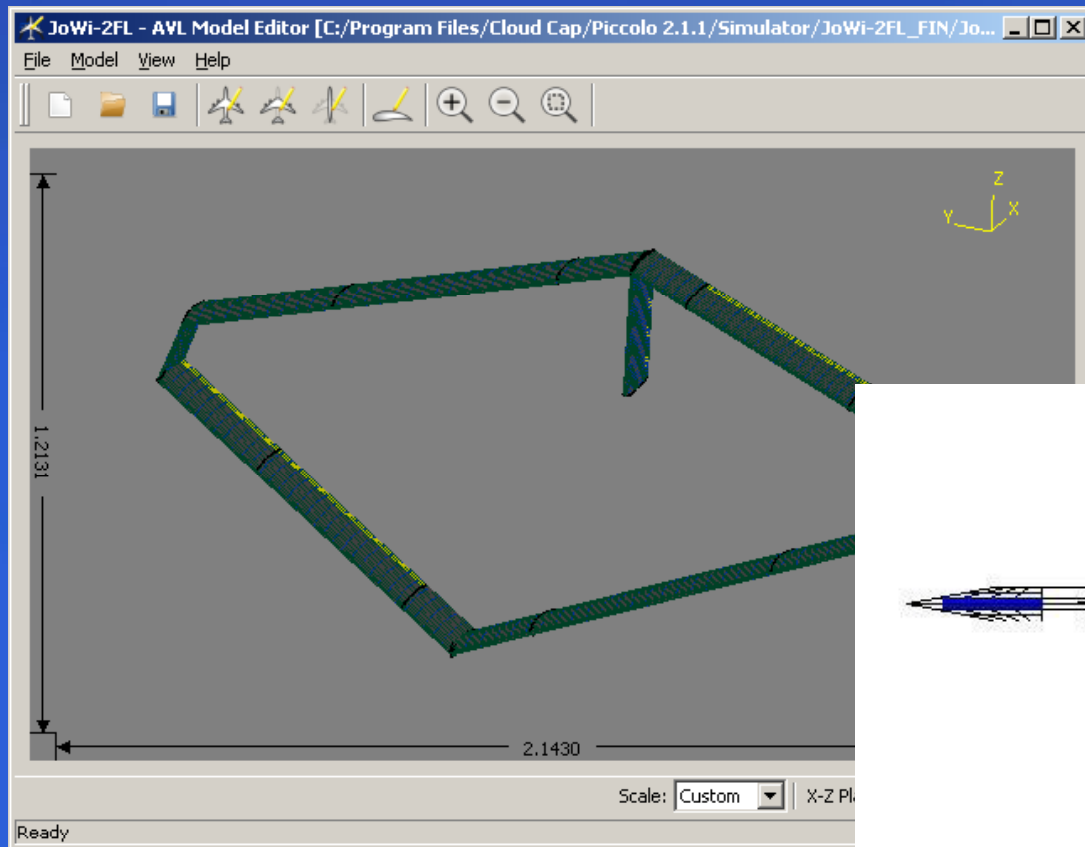 JoWi-2FL - AVL Model Editor [C:/Program Files/Cloud Cap/Piccolo 2.1.1/Simulator/JoWi-2FL_FIN/Jo...
File Model View Help
Z
Y X
1.2131
2.1430
Scale: Custom X-Z Pl
Ready